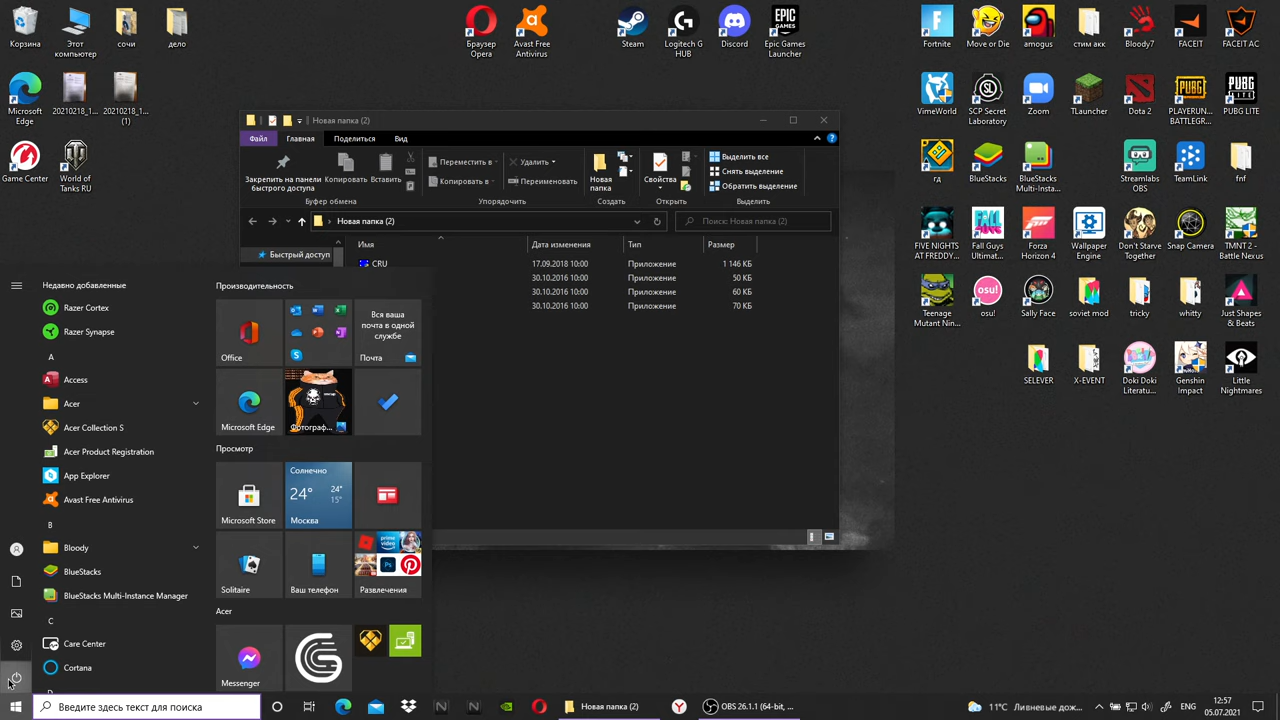 Корзина
Этот
компьютер
сочи
дело
Браузер
Opera
Avast Free
Antivirus
Steam
Logitech G
HUB
Discord
Epic Games
Launcher
Fortnite
Move or Die
amogus
стим акк
Bloody7
FACEIT
FACEIT AC
Microsoft
Edge
20210218_1...
20210218_1...
(1)
VimeWorld
SCP Secret
Laboratory
Zoom
TLauncher
Dota 2
PLAYERUN...
BATTLEGR...
PUBG LITE
Game Center
World of
Tanks RU
гд
BlueStacks
BlueStacks
Multi-Insta...
Streamlabs
OBS
TeamLink
fnf
FIVE NIGHTS
AT FREDDY...
Fall Guys
Ultimat...
Forza
Horizon 4
Wallpaper
Engine
Don't Starve
Together
Snap Camera
TMNT 2 -
Battle Nexus
Teenage
Mutant Nin...
osu!
Sally Face
soviet mod
tricky
whitty
Just Shapes
& Beats
SELEVER
X-EVENT
Doki Doki
Literatu...
Genshin
Impact
Little
Nightmares
Новая папка (2)
Файл
Главная
Поделиться
Вид
Закрепить на панели
быстрого доступа
Копировать
Вставить
Буфер обмена
Переместить в
Копировать в
Удалить
Переименовать
Упорядочить
Новая
папка
Создать
Свойства
Открыть
Выделить все
Снять выделение
Обратить выделение
Выделить
Новая папка (2)
Поиск: Новая папка (2)
Быстрый доступ
Имя
Дата изменения
Тип
Размер
CRU
17.09.2018 10:00
Приложение
1 146 КБ
30.10.2016 10:00
Приложение
50 КБ
30.10.2016 10:00
Приложение
60 КБ
30.10.2016 10:00
Приложение
70 КБ
Недавно добавленные
Razer Cortex
Razer Synapse
A
Access
Acer
Acer Collection S
Acer Product Registration
App Explorer
Avast Free Antivirus
B
Bloody
BlueStacks
BlueStacks Multi-Instance Manager
C
Care Center
Cortana
Производительность
Office
Вся ваша
почта в одной
службе
Почта
Microsoft Edge
Фотограф...
Просмотр
Microsoft Store
Солнечно
24°
24°
15°
Москва
Solitaire
Ваш телефон
prime
video
Ps
Развлечения
Acer
Messenger
Введите здесь текст для поиска
Новая папка (2)
OBS 26.1.1 (64-bit, ...
11°C
Ливневые дож...
ENG
12:57
05.07.2021